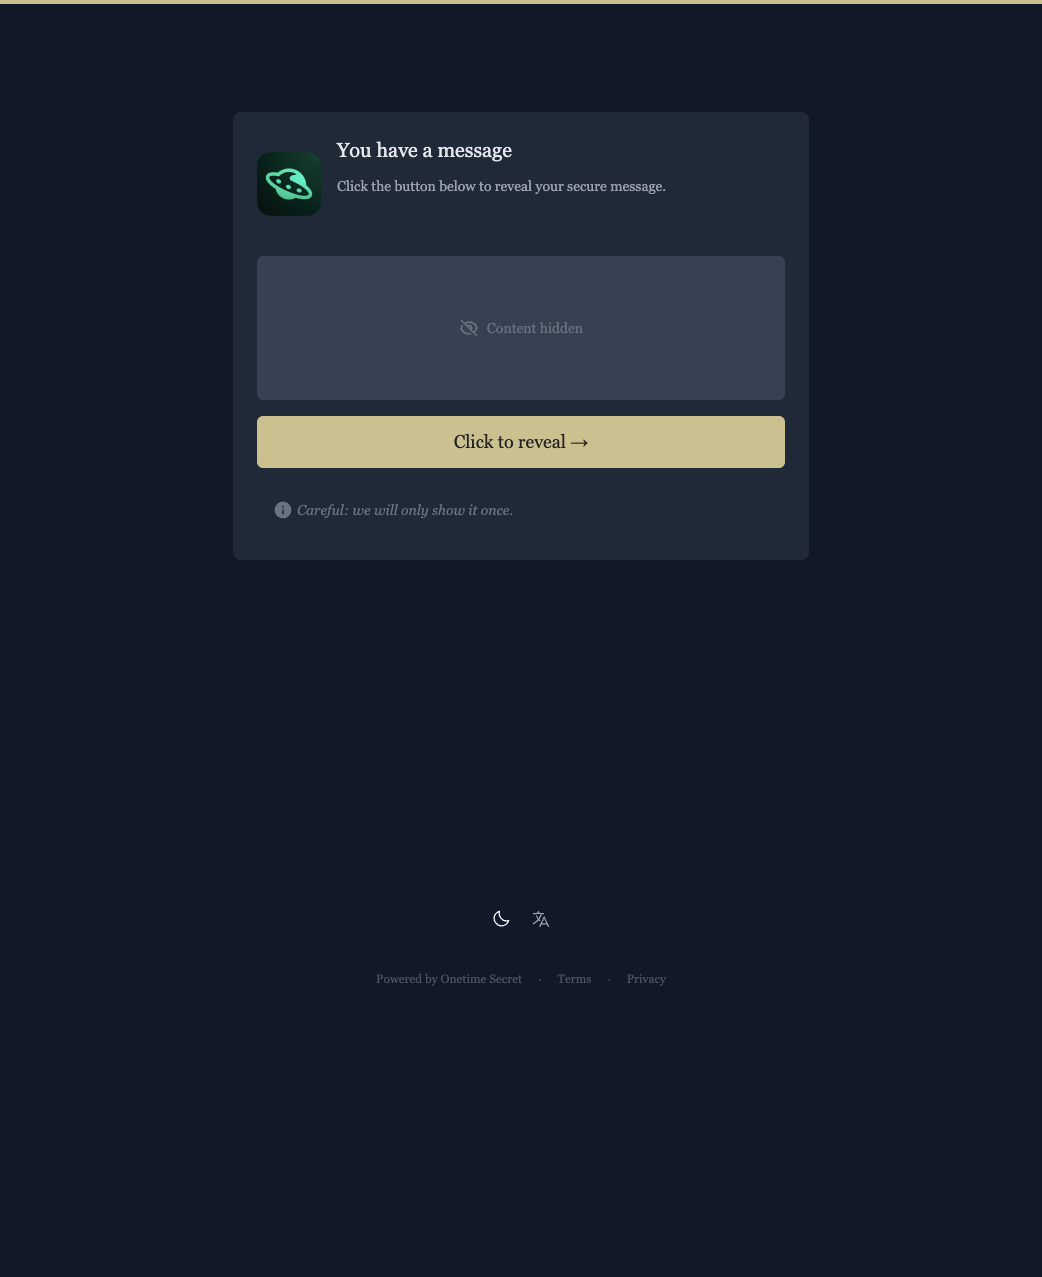 You have a message
Click the button below to reveal your secure message.
Content hidden
Click to reveal →
Careful: we will only show it once.
Powered by Onetime Secret · Terms · Privacy